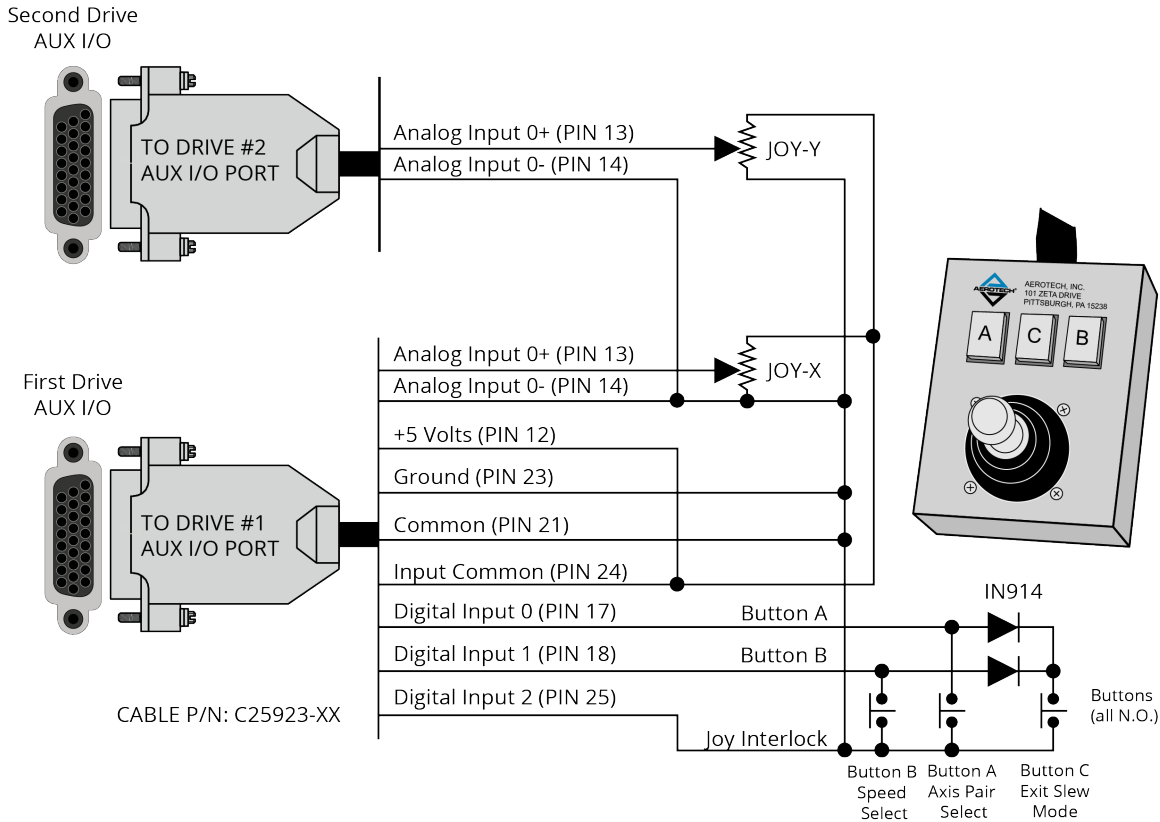 Second Drive
AUX I/O
TO DRIVE #2
AUX I/O PORT
Analog Input 0+ (PIN 13)
Analog Input 0- (PIN 14)
JOY-Y
AEROTECH
AEROTECH, INC.
101 ZETA DRIVE
PITTSBURGH, PA 15238
A
C
B
First Drive
AUX I/O
TO DRIVE #1
AUX I/O PORT
Analog Input 0+ (PIN 13)
Analog Input 0- (PIN 14)
JOY-X
+5 Volts (PIN 12)
Ground (PIN 23)
Common (PIN 21)
Input Common (PIN 24)
Digital Input 0 (PIN 17)
Button A
IN914
Digital Input 1 (PIN 18)
Button B
Digital Input 2 (PIN 25)
Joy Interlock
CABLE P/N: C25923-XX
Buttons
(all N.O.)
Button B
Speed
Select
Button A
Axis Pair
Select
Button C
Exit Slew
Mode